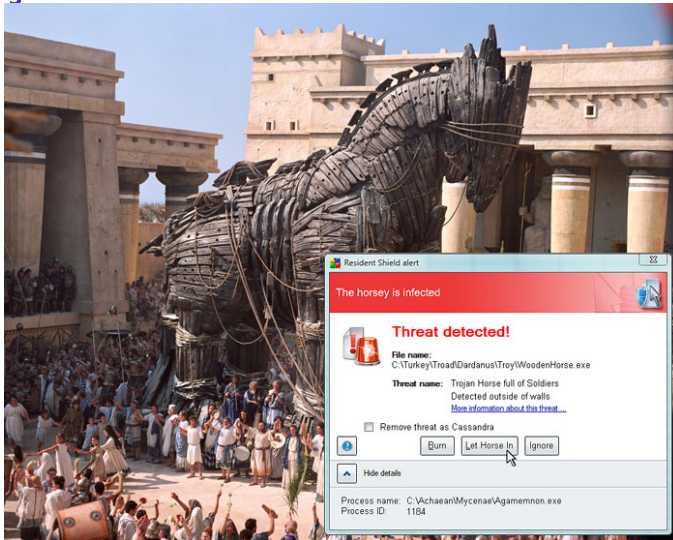 Resident Shield alert
The horsey is infected
Threat detected!
File name:
C:\Turkey\Troad\Dardanus\Troy\WoodenHorse.exe
Threat name: Trojan Horse full of Soldiers
Detected outside of walls
More information about this threat ...
Remove threat as Cassandra
Burn Let Horse In Ignore
Hide details
Process name: C:\Achaean\Mycenae\Agamemnon.exe
Process ID: 1184